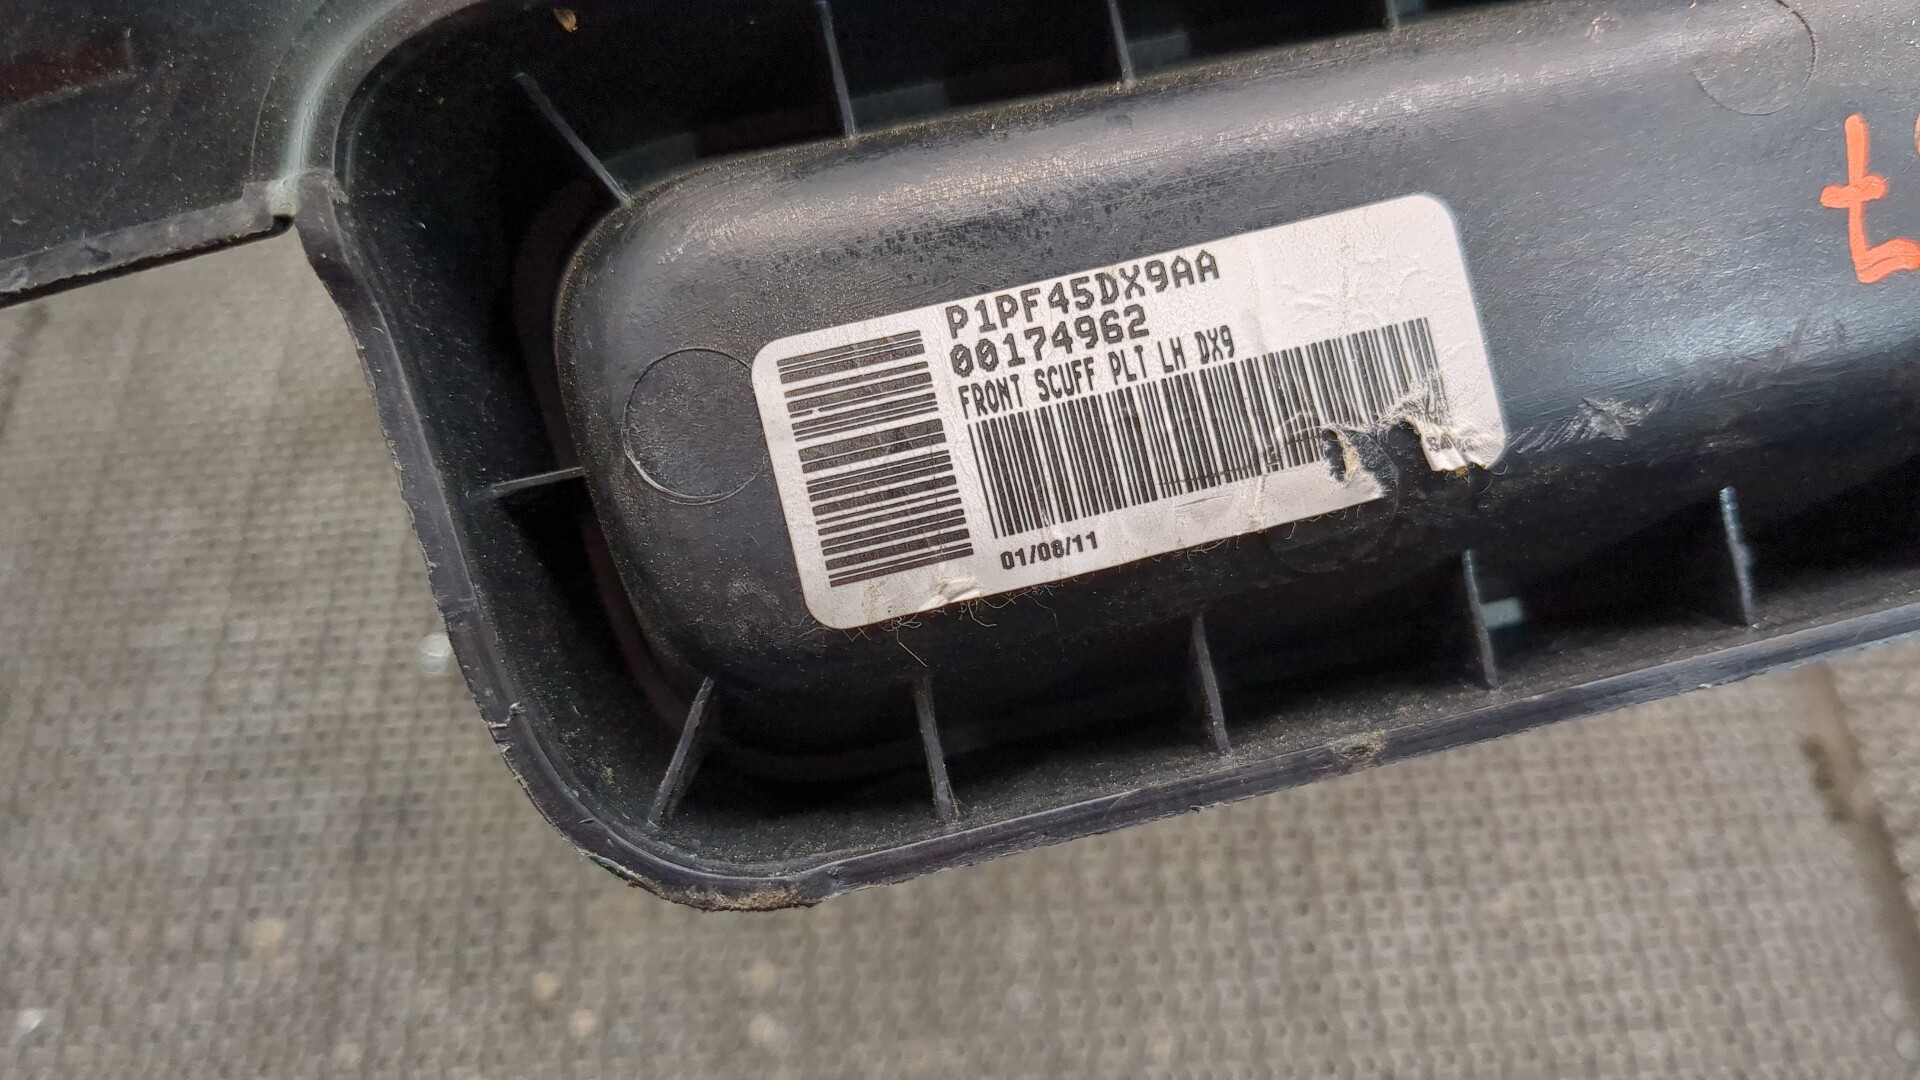 P1PF45DX9AA
00174962
FRONT SCUFF PLT LH DX9
01/08/11